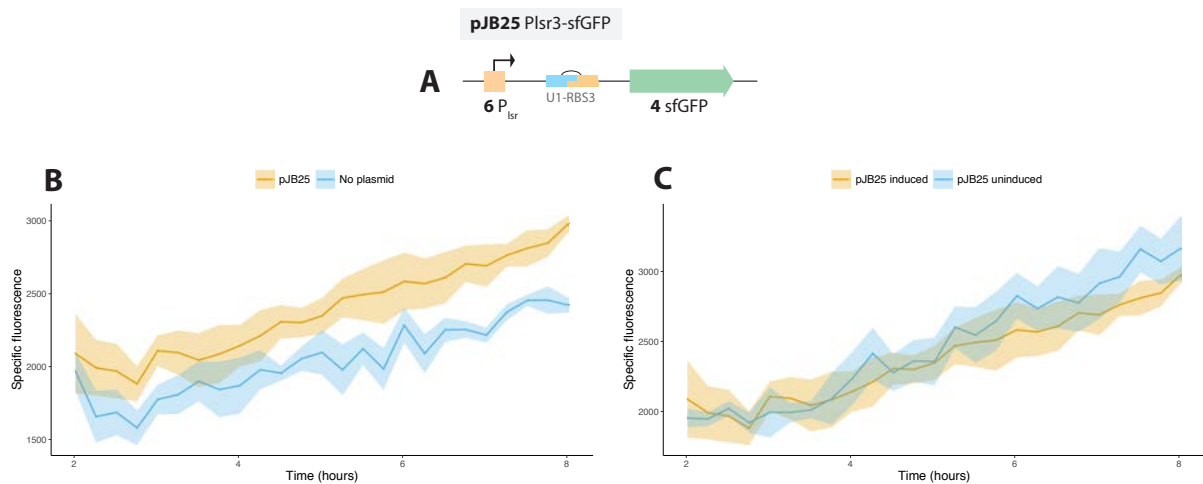 pJB25 Plsr3-sfGFP
A
U1-RBS3
6 Plsr
4 sfGFP
B
pJB25
No plasmid
Specific fluorescence
3000
2500
2000
1500
2
4
6
8
Time (hours)
C
pJB25 induced
pJB25 uninduced
Specific fluorescence
3000
2500
2000
2
4
6
8
Time (hours)